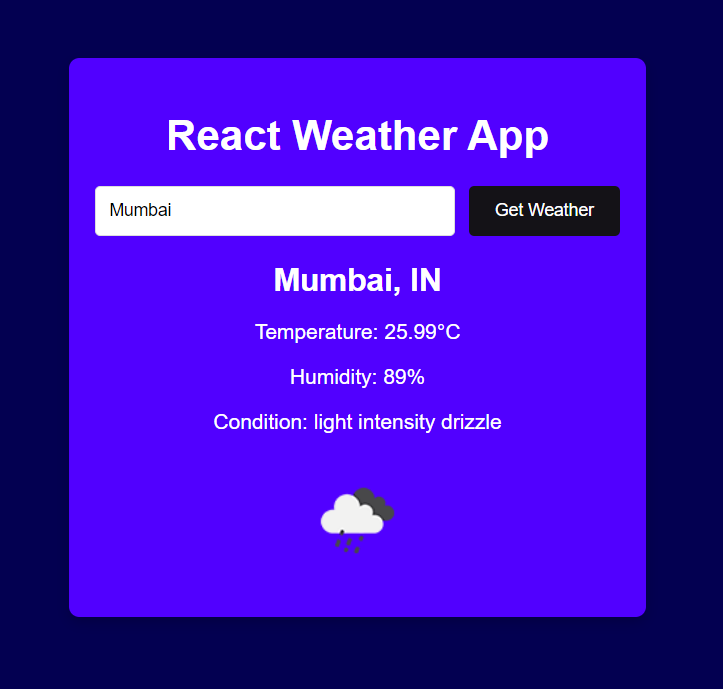 React Weather App
Mumbai Get Weather
Mumbai, IN
Temperature: 25.99°C
Humidity: 89%
Condition: light intensity drizzle